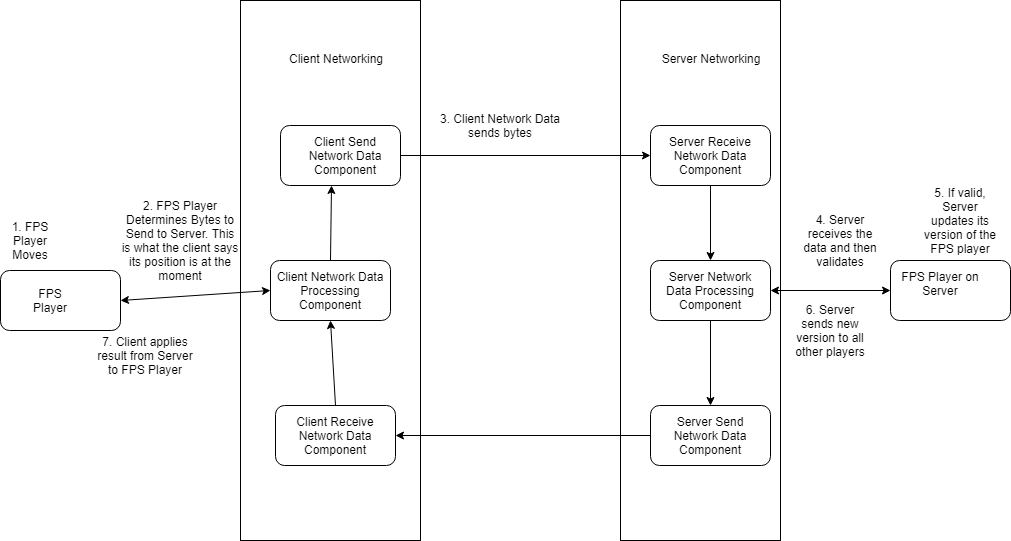 Client Networking
Server Networking
3. Client Network Data
sends bytes
Client Send
Network Data
Component
Server Receive
Network Data
Component
1. FPS
Player
Moves
2. FPS Player
Determines Bytes to
Send to Server. This
is what the client says
its position is at the
moment
4. Server
receives the
data and then
validates
5. If valid,
Server
updates its
version of the
FPS player
FPS
Player
Client Network Data
Processing
Component
Server Network
Data Processing
Component
FPS Player on
Server
7. Client applies
result from Server
to FPS Player
6. Server
sends new
version to all
other players
Client Receive
Network Data
Component
Server Send
Network Data
Component